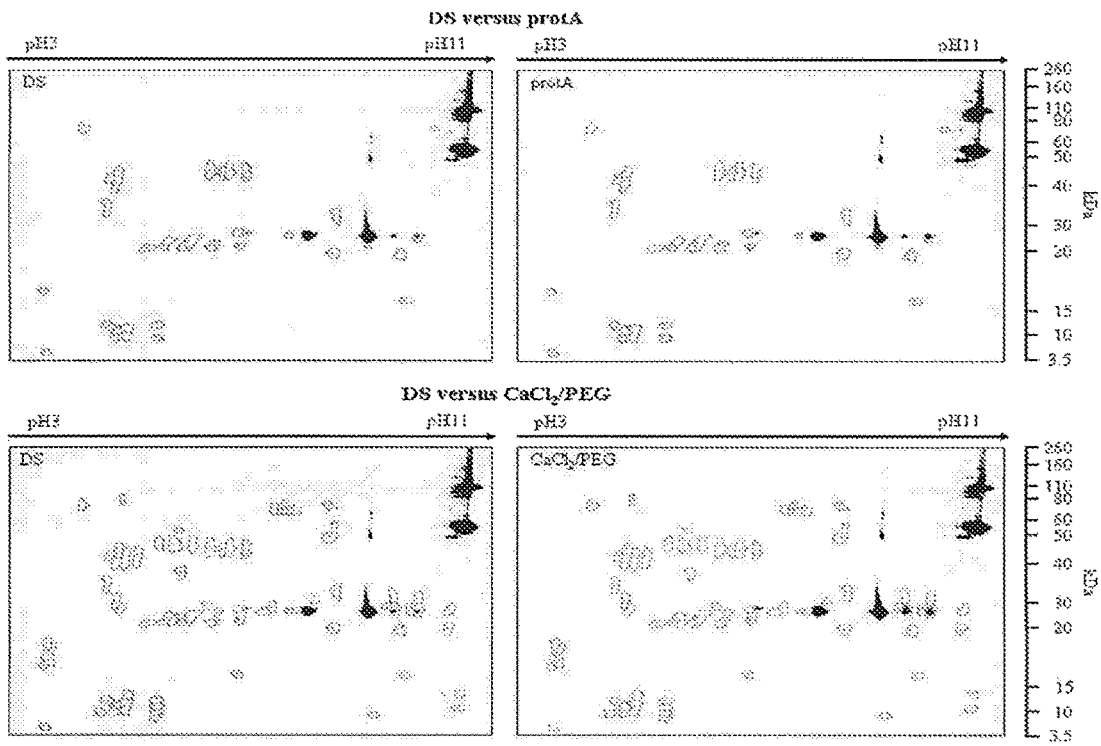 DS versus protA
pH3 pH11 pH3 pH11
DS
protA
260
160
110
80
60
50
40
30
20
15
10
3.5
kDa
DS versus CaCl₂/PEG
pH3 pH11 pH3 pH11
DS
CaCl₂/PEG
260
160
110
80
60
50
40
30
20
15
10
3.5
kDa